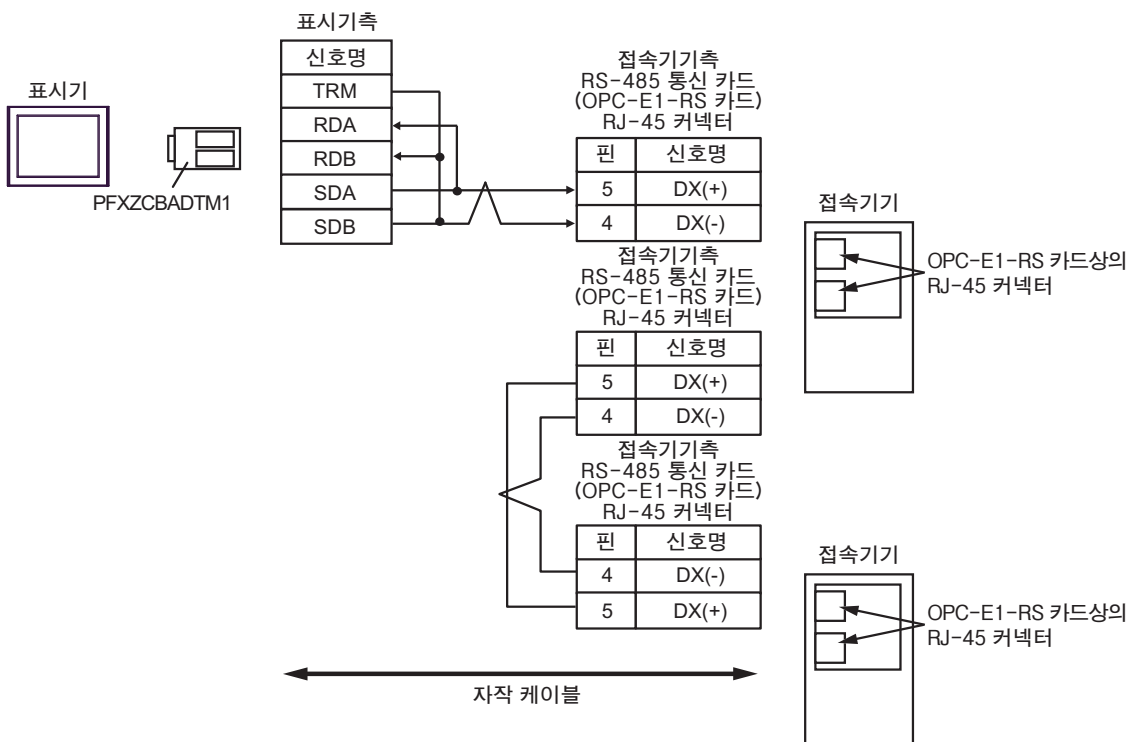 표시기
PFXZCBADTM1
표시기측
신호명
TRM
RDA
RDB
SDA
SDB
접속기기측
RS-485 통신 카드
(OPC-E1-RS 카드)
RJ-45 커넥터
핀 신호명
5 DX(+)
4 DX(-)
접속기기측
RS-485 통신 카드
(OPC-E1-RS 카드)
RJ-45 커넥터
핀 신호명
5 DX(+)
4 DX(-)
접속기기측
RS-485 통신 카드
(OPC-E1-RS 카드)
RJ-45 커넥터
핀 신호명
4 DX(-)
5 DX(+)
접속기기
OPC-E1-RS 카드상의
RJ-45 커넥터
접속기기
OPC-E1-RS 카드상의
RJ-45 커넥터
자작 케이블